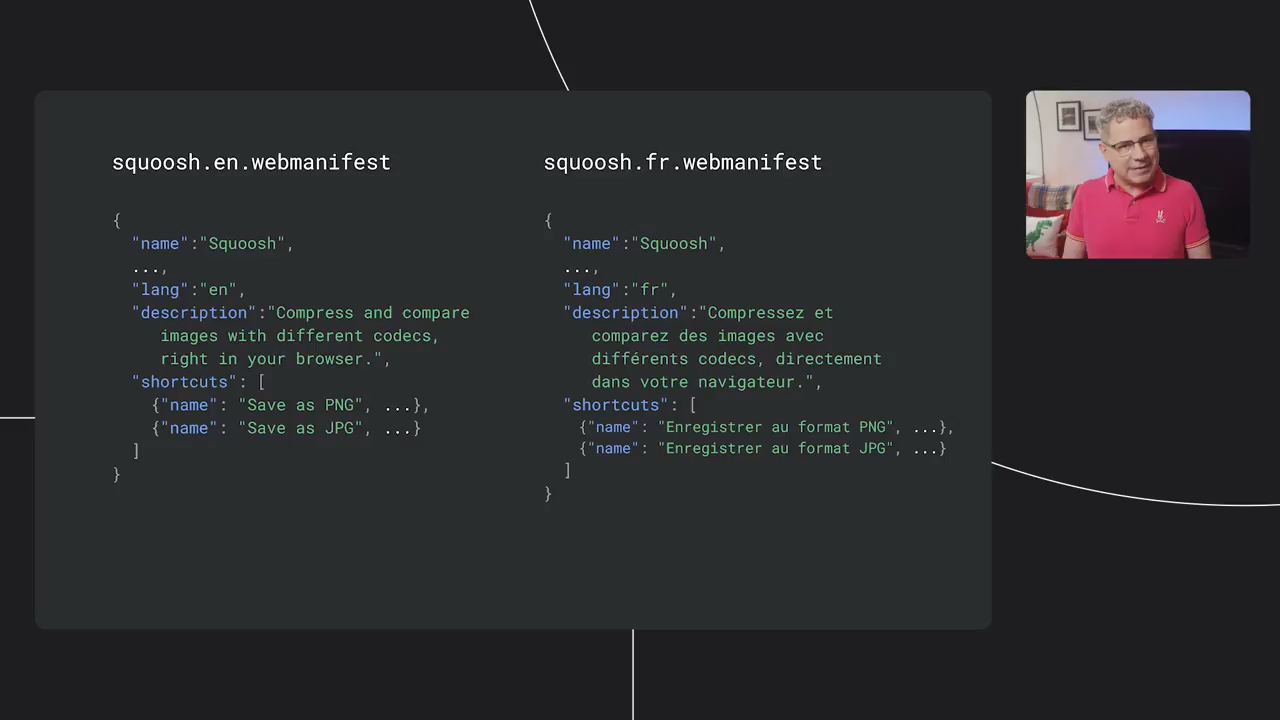 squoosh.en.webmanifest
{
"name":"Squoosh",
...,
"lang":"en",
"description":"Compress and compare
images with different codecs,
right in your browser.",
"shortcuts": [
{"name": "Save as PNG", ...},
{"name": "Save as JPG", ...}
]
}
squoosh.fr.webmanifest
{
"name":"Squoosh",
...,
"lang":"fr",
"description":"Compressez et
comparez des images avec
différents codecs, directement
dans votre navigateur.",
"shortcuts": [
{"name": "Enregistrer au format PNG", ...},
{"name": "Enregistrer au format JPG", ...}
]
}